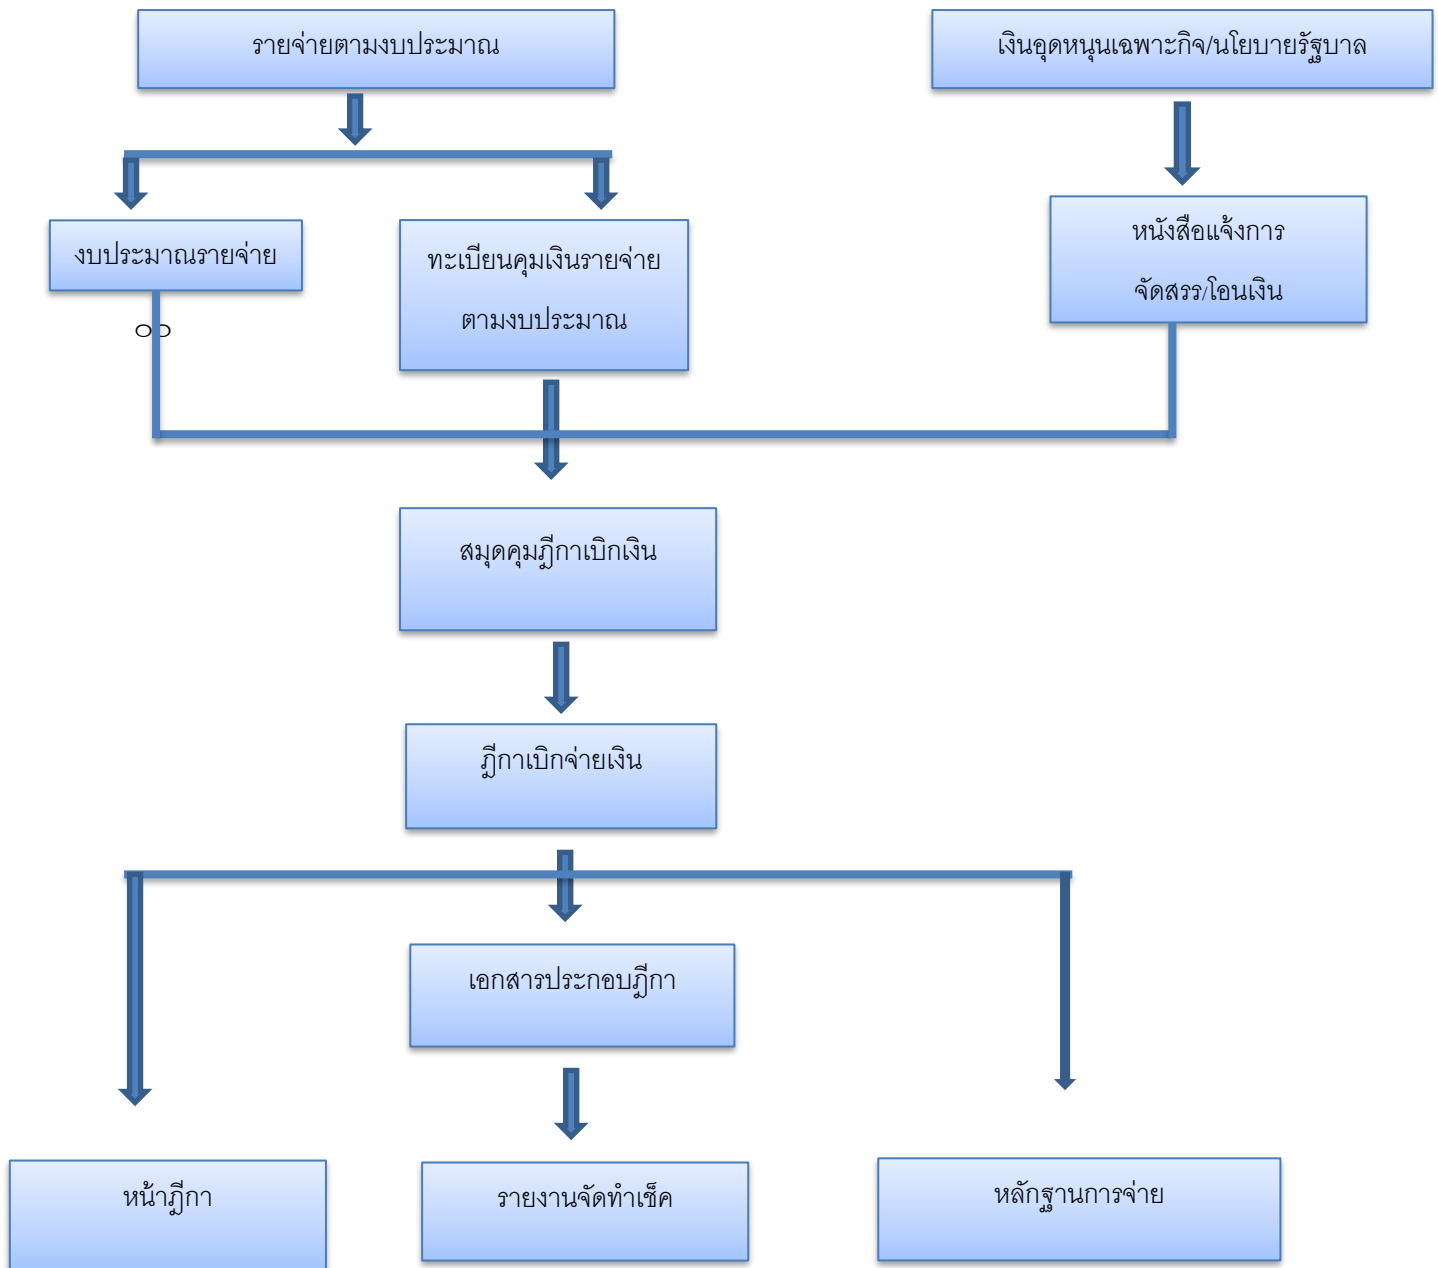 รายจ่ายตามงบประมาณ
เงินอุดหนุนเฉพาะกิจ/นโยบายรัฐบาล
งบประมาณรายจ่าย
ทะเบียนคุมเงินรายจ่าย
ตามงบประมาณ
หนังสือแจ้งการ
จัดสรร/โอนเงิน
๐๐
สมุดคุมฎีกาเบิกเงิน
ฎีกาเบิกจ่ายเงิน
เอกสารประกอบฎีกา
หน้าฎีกา
รายงานจัดทำเช็ค
หลักฐานการจ่าย